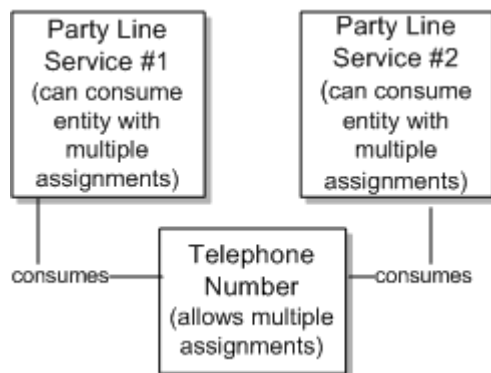 Party Line
Service #1
(can consume
entity with
multiple
assignments)
Party Line
Service #2
(can consume
entity with
multiple
assignments)
consumes
Telephone
Number
(allows multiple
assignments)
consumes